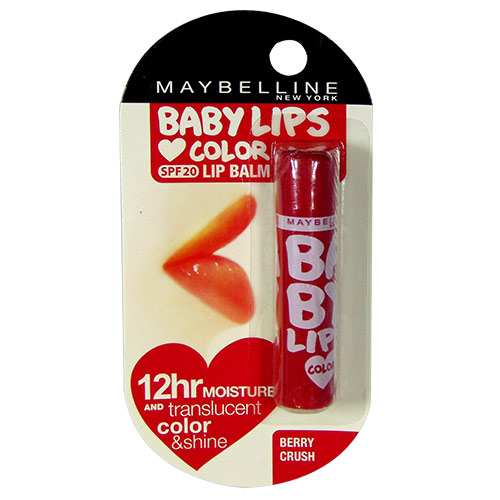 MAYBELLINE
NEW YORK
BABY LIPS
COLOR
SPF20 LIP BALM
MAYBELLINE
BA
BY
LIPS
COLOR
12hr MOISTURE
AND translucent
color
&shine
BERRY
CRUSH